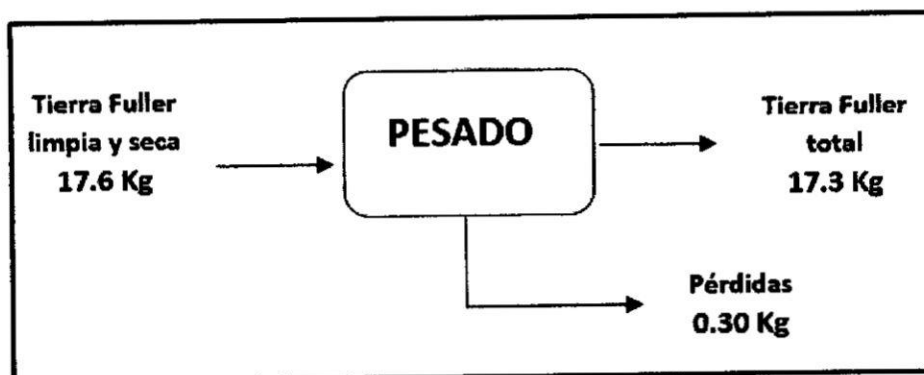 Tierra Fuller
limpia y seca
17.6 Kg
PESADO
Tierra Fuller
total
17.3 Kg
Pérdidas
0.30 Kg